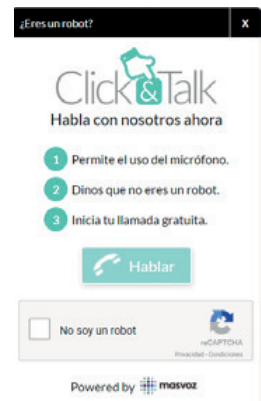 ¿Eres un robot? X
Click&Talk
Habla con nosotros ahora
1 Permite el uso del micrófono.
2 Dinos que no eres un robot.
3 Inicia tu llamada gratuita.
Hablar
No soy un robot
reCAPTCHA
Privacidad - Condiciones
Powered by masvoz